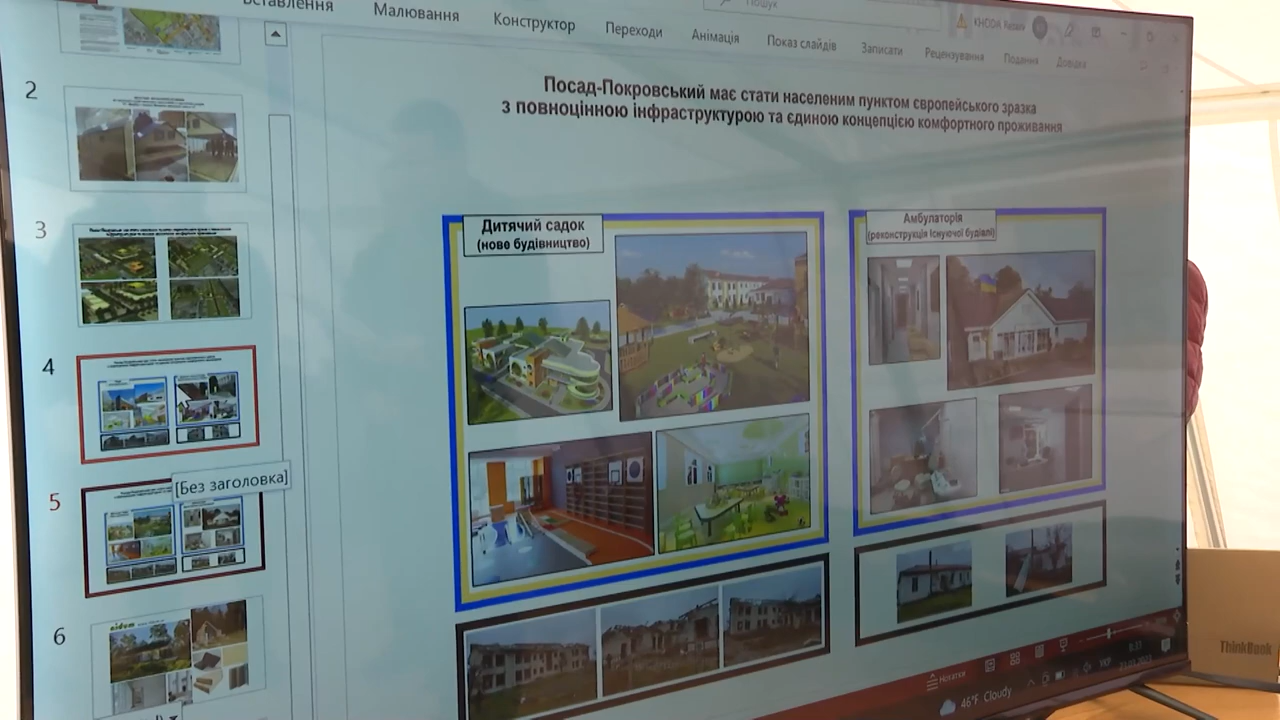 Вставлення
Малювання
Конструктор
Переходи
Анімація
Показ слайдів
Записати
Рецензування
Подання
Довідка
Пошук
2
3
4
5
6
[Без заголовка]
Посад-Покровський має стати населеним пунктом європейського зразка
з повноцінною інфраструктурою та єдиною концепцією комфортного проживання
Дитячий садок
(нове будівництво)
Амбулаторія
(реконструкція існуючої будівлі)
Нотатки
46°F Cloudy
УКР
ThinkBook